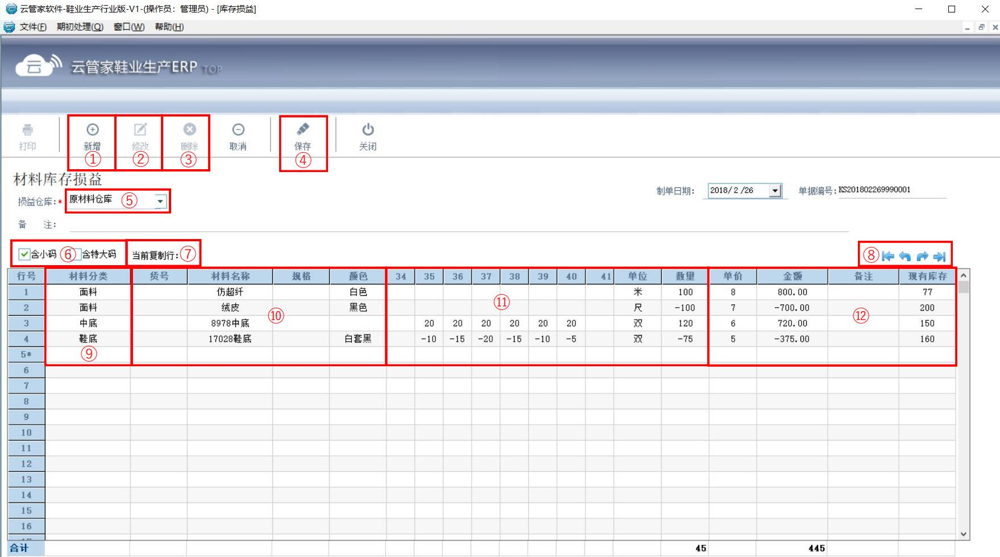 云管家软件-鞋业生产行业版-V1-(操作员：管理员) - [库存损益]
文件(F) 期初处理(Q) 窗口(W) 帮助(H)
云 云管家鞋业生产ERP TOP
打印 新增 修改 删除 取消 保存 关闭
① ② ③ ④
材料库存损益
损益仓库:* 原材料仓库 ⑤ 制单日期: 2018/ 2 /26 单据编号: KS201802269990001
备 注:
含小码 ⑥ 含特大码 当前复制行: ⑦ ⑧
行号 材料分类 货号 材料名称 规格 颜色 34 35 36 37 38 39 40 41 单位 数里 单价 金额 备注 现有库存
1 面料 仿超纤 白色 米 100 8 800.00 77
2 面料 绒皮 黑色 尺 -100 7 -700.00 200
3 中底 8978中底 20 20 20 20 20 20 双 120 6 720.00 150
4 鞋底 17028鞋底 白套黑 -10 -15 -20 -15 -10 -5 双 -75 5 -375.00 160
5*
⑨ ⑩ ⑪ ⑫
6
7
8
9
10
11
12
13
14
15
16
合计 45 445